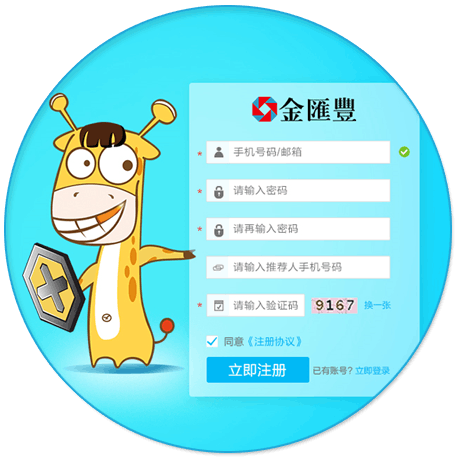 金匯豐
* 手机号码/邮箱
* 请输入密码
* 请再输入密码
请输入推荐人手机号码
* 请输入验证码 9167 换一张
同意《注册协议》
立即注册 已有账号? 立即登录